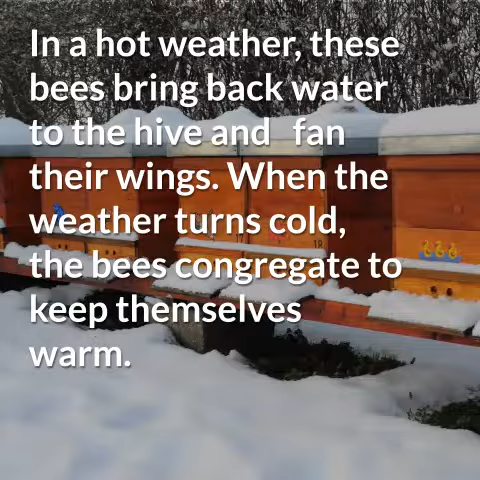 In a hot weather, these
bees bring back water
to the hive and   fan
their wings. When the
weather turns cold,
the bees congregate to
keep themselves
warm.
18